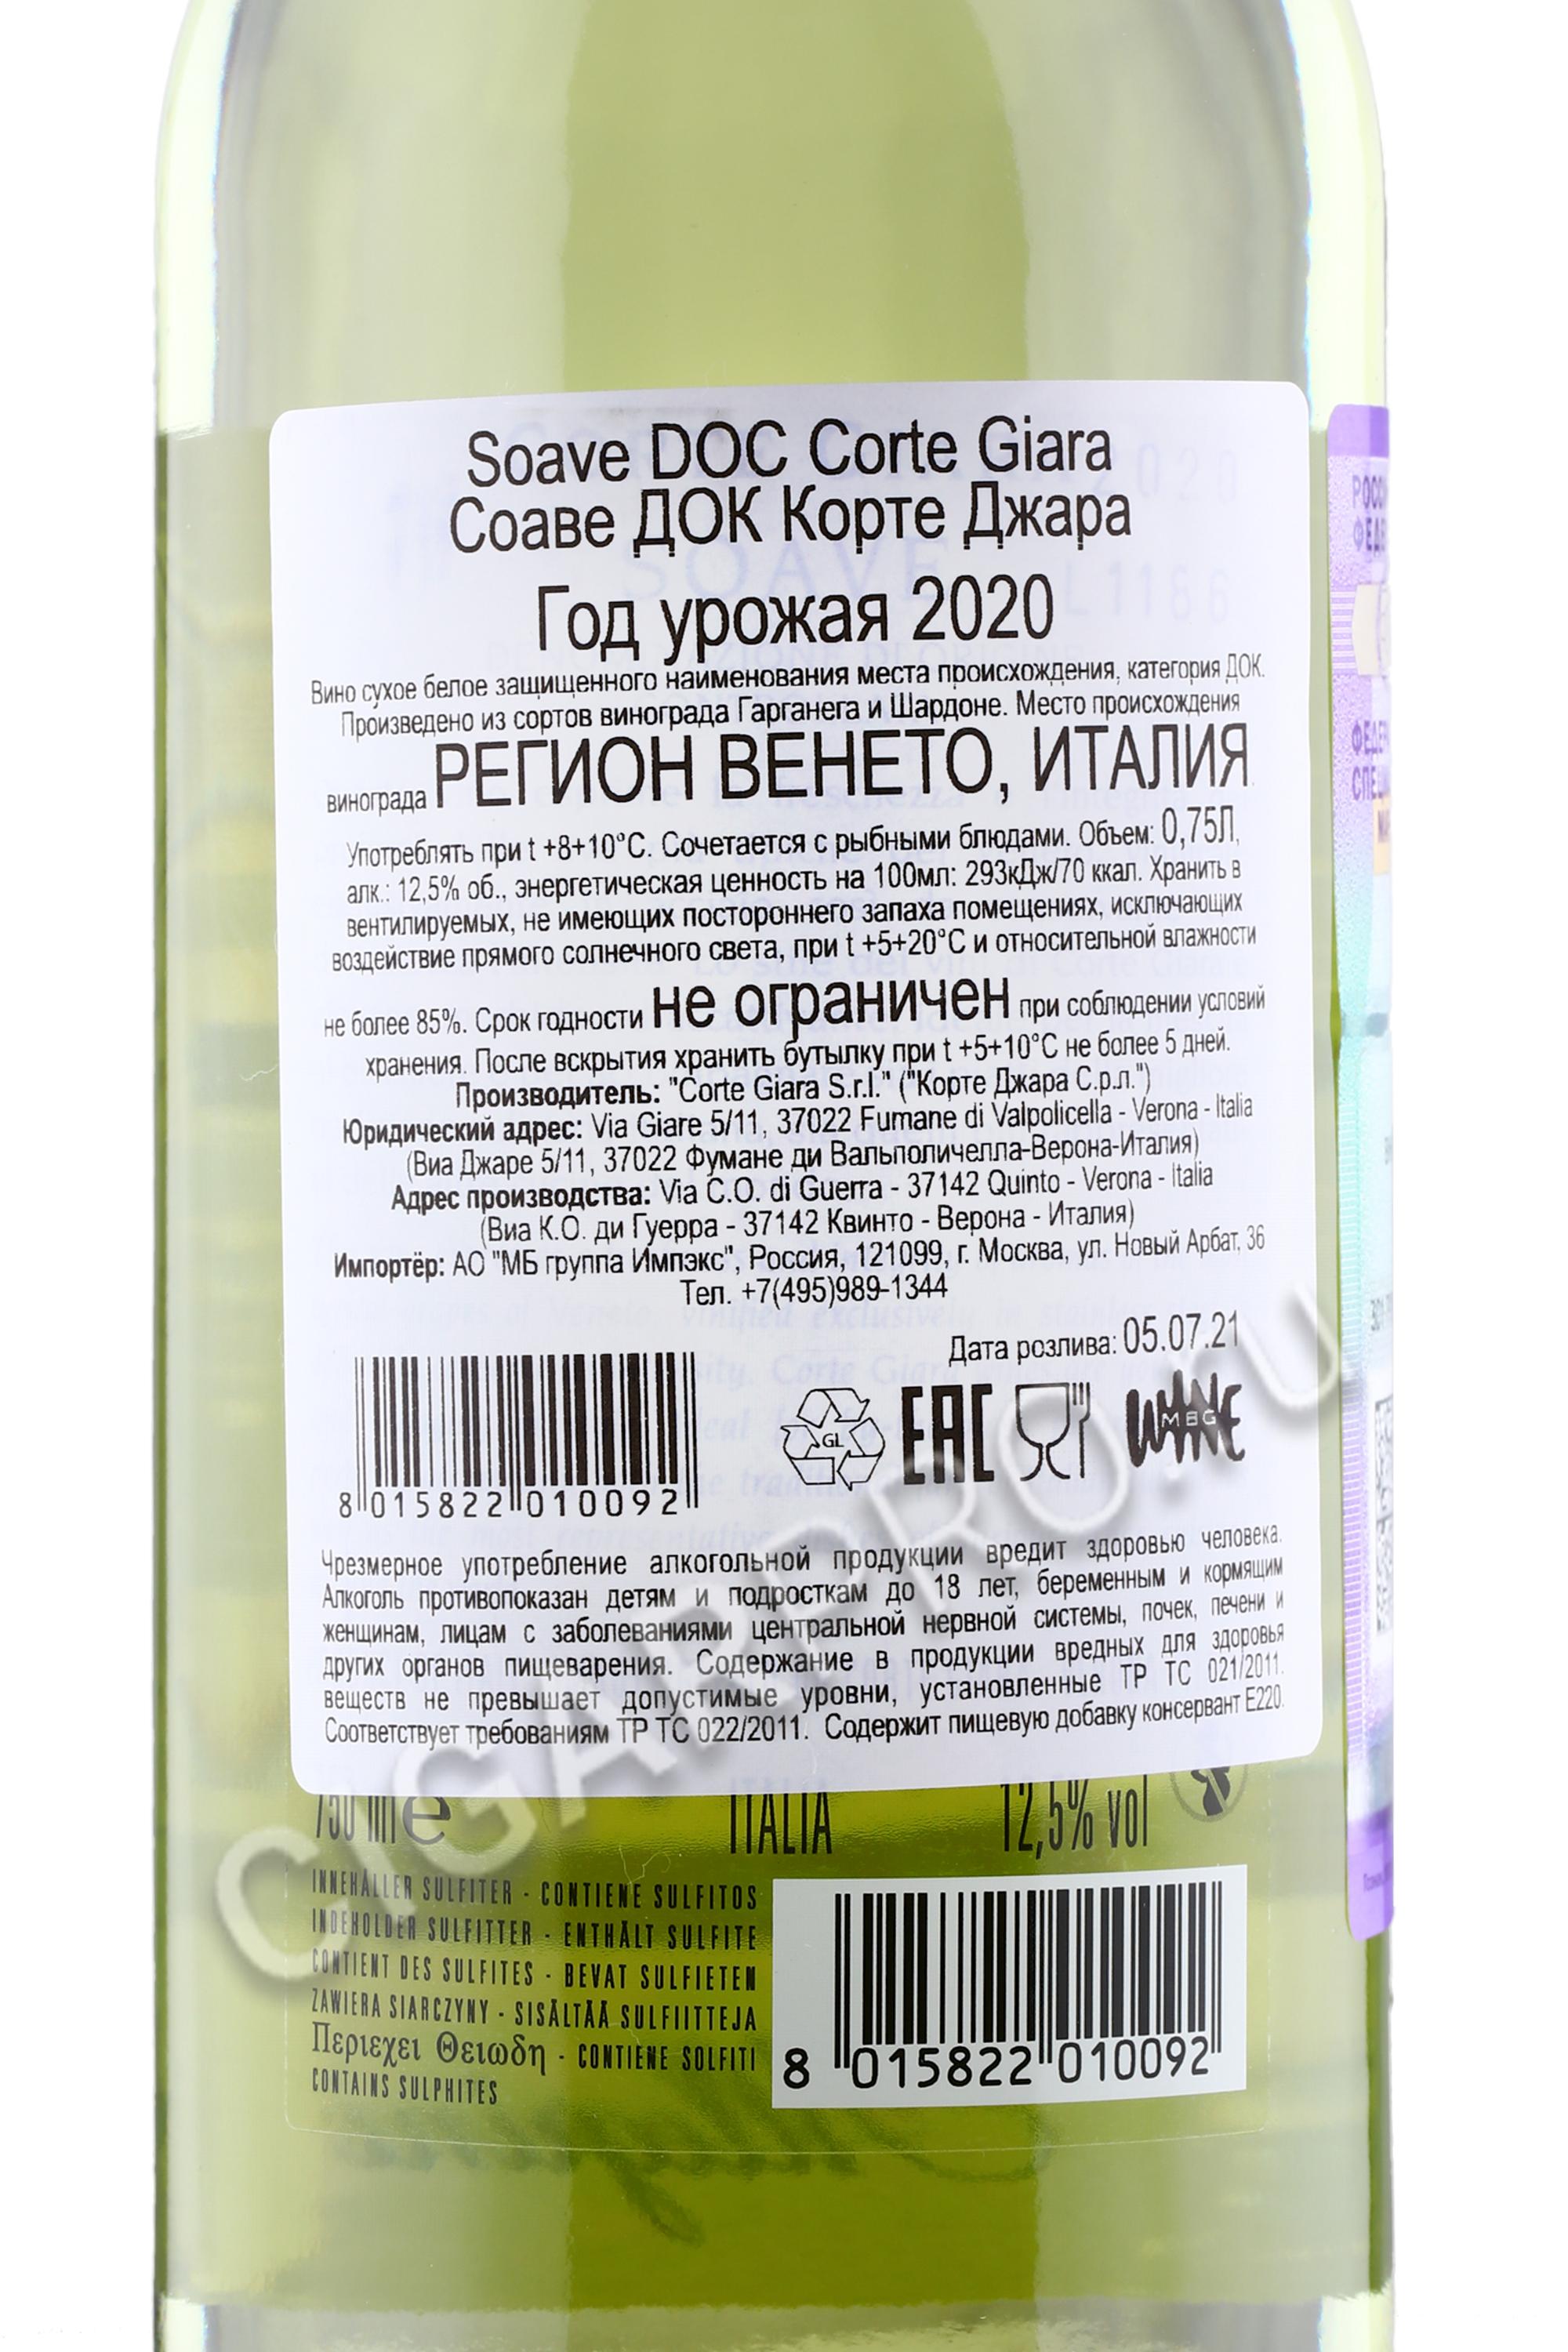 Soave DOC Corte Giara
Соаве ДОК Корте Джара
Год урожая 2020
Вино сухое белое защищенного наименования места происхождения, категория ДОК.
Произведено из сортов винограда Гарганега и Шардоне. Место происхождения
винограда РЕГИОН ВЕНЕТО, ИТАЛИЯ
Употреблять при t +8+10°C. Сочетается с рыбными блюдами. Объем: 0,75Л,
алк.: 12,5% об., энергетическая ценность на 100мл: 293кДж/70 ккал. Хранить в
вентилируемых, не имеющих постороннего запаха помещениях, исключающих
воздействие прямого солнечного света, при t +5+20°C и относительной влажности
не более 85%. Срок годности не ограничен при соблюдении условий
хранения. После вскрытия хранить бутылку при t +5+10°C не более 5 дней.
Производитель: "Corte Giara S.r.l." ("Корте Джара С.р.л.")
Юридический адрес: Via Giare 5/11, 37022 Fumane di Valpolicella - Verona - Italia
(Виа Джаре 5/11, 37022 Фумане ди Вальполичелла-Верона-Италия)
Адрес производства: Via C.O. di Guerra - 37142 Quinto - Verona - Italia
(Виа К.О. ди Гуерра - 37142 Квинто - Верона - Италия)
Импортёр: АО "МБ группа Импэкс", Россия, 121099, г. Москва, ул. Новый Арбат, 36
Тел. +7(495)989-1344
Дата розлива: 05.07.21
GL EAC WINE MBG
8 015822 010092
Чрезмерное употребление алкогольной продукции вредит здоровью человека.
Алкоголь противопоказан детям и подросткам до 18 лет, беременным и кормящим
женщинам, лицам с заболеваниями центральной нервной системы, почек, печени и
других органов пищеварения. Содержание в продукции вредных для здоровья
веществ не превышает допустимые уровни, установленные ТР ТС 021/2011.
Соответствует требованиям ТР ТС 022/2011. Содержит пищевую добавку консервант Е220.
750 ml e ITALIA 12,5% vol
INNEHÅLLER SULFITER - CONTIENE SULFITOS
INDEHOLDER SULFITTER - ENTHÄLT SULFITE
CONTIENT DES SULFITES - BEVAT SULFIETEN
ZAWIERA SIARCZYNY - SISÄLTÄÄ SULFIITTEJA
Περιεχει Θειωδη - CONTIENE SOLFITI
CONTAINS SULPHITES
8 015822 010092
CIGARPRO.ru